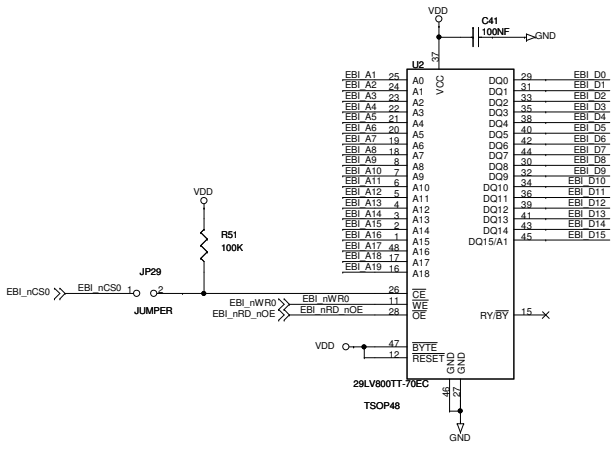 VDD
C41
100NF
GND
37
U2
VCC
EBI_A1 25 A0 DQ0 29 EBI_D0
EBI_A2 24 A1 DQ1 31 EBI_D1
EBI_A3 23 A2 DQ2 33 EBI_D2
EBI_A4 22 A3 DQ3 35 EBI_D3
EBI_A5 21 A4 DQ4 38 EBI_D4
EBI_A6 20 A5 DQ5 40 EBI_D5
EBI_A7 19 A6 DQ6 42 EBI_D6
EBI_A8 18 A7 DQ7 44 EBI_D7
EBI_A9 8 A8 DQ8 30 EBI_D8
EBI_A10 7 A9 DQ9 32 EBI_D9
EBI_A11 6 A10 DQ10 34 EBI_D10
EBI_A12 5 A11 DQ11 36 EBI_D11
EBI_A13 4 A12 DQ12 39 EBI_D12
EBI_A14 3 A13 DQ13 41 EBI_D13
EBI_A15 2 A14 DQ14 43 EBI_D14
EBI_A16 1 A15 DQ15/A1 45 EBI_D15
EBI_A17 48 A16
EBI_A18 17 A17
EBI_A19 16 A18
VDD
R51
100K
JP29
EBI_nCS0 EBI_nCS0 1 2 26 CE
JUMPER
EBI_nWR0 EBI_nWR0 11 WE
EBI_nRD_nOE EBI_nRD_nOE 28 OE RY/BY 15
VDD 47 BYTE
12 RESET
GND
GND
29LV800TT-70EC
46
27
TSOP48
GND